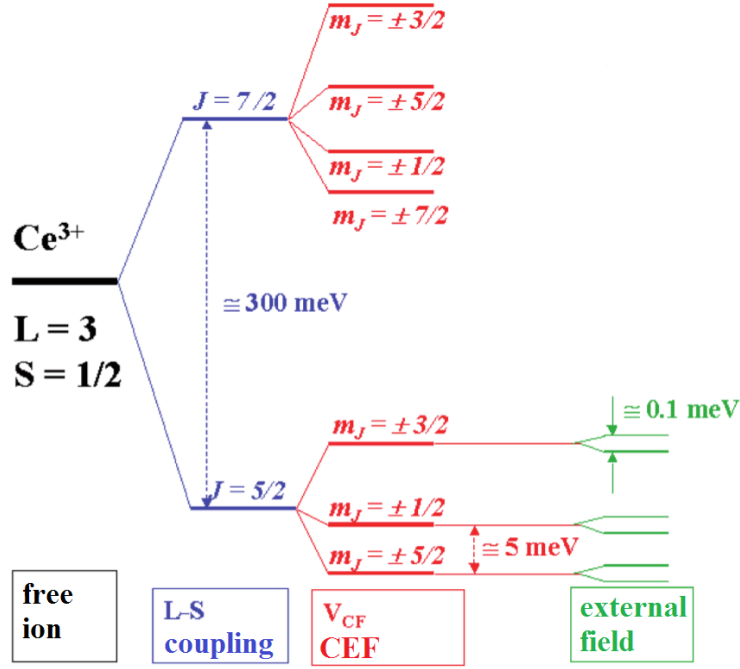 m_J = ± 3/2
J = 7/2
m_J = ± 5/2
m_J = ± 1/2
m_J = ± 7/2
Ce³⁺
≅ 300 meV
L = 3
S = 1/2
≅ 0.1 meV
m_J = ± 3/2
J = 5/2
m_J = ± 1/2
≅ 5 meV
m_J = ± 5/2
free
ion
L-S
coupling
V_CF
CEF
external
field